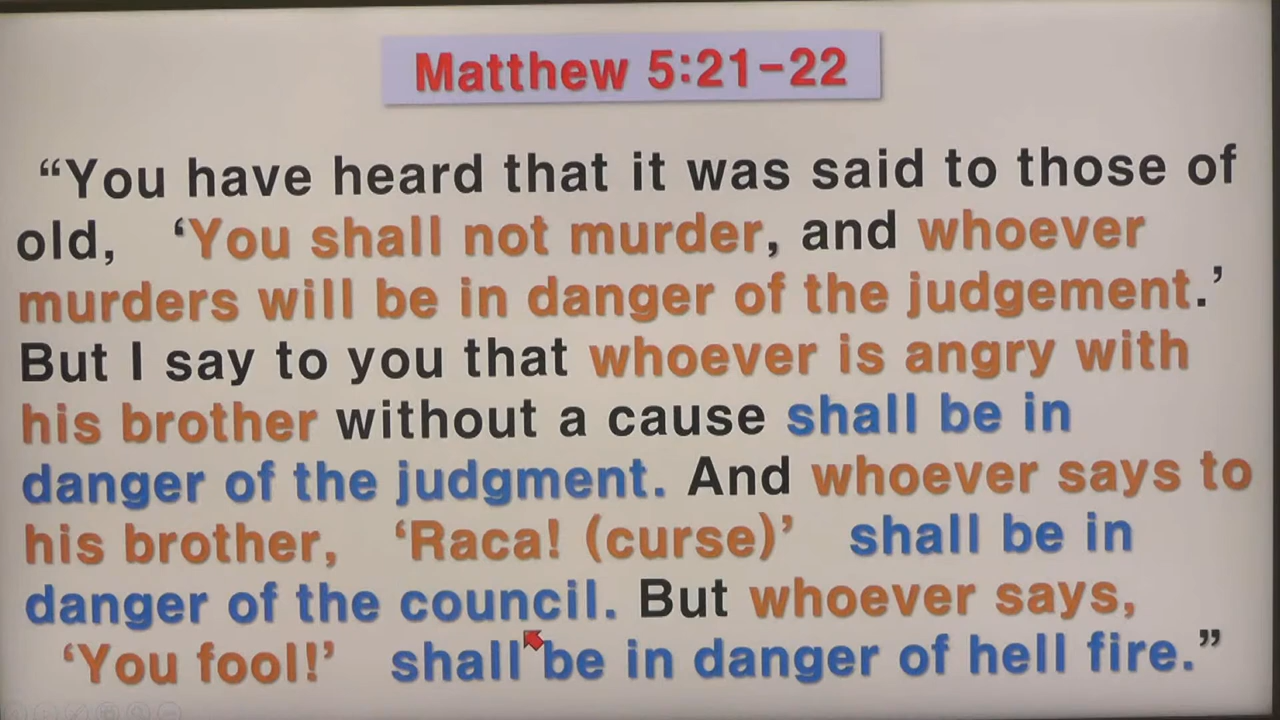 Matthew 5:21-22
“You have heard that it was said to those of
old, ‘You shall not murder, and whoever
murders will be in danger of the judgement.’
But I say to you that whoever is angry with
his brother without a cause shall be in
danger of the judgment. And whoever says to
his brother, ‘Raca! (curse)’ shall be in
danger of the council. But whoever says,
‘You fool!’ shall be in danger of hell fire.”